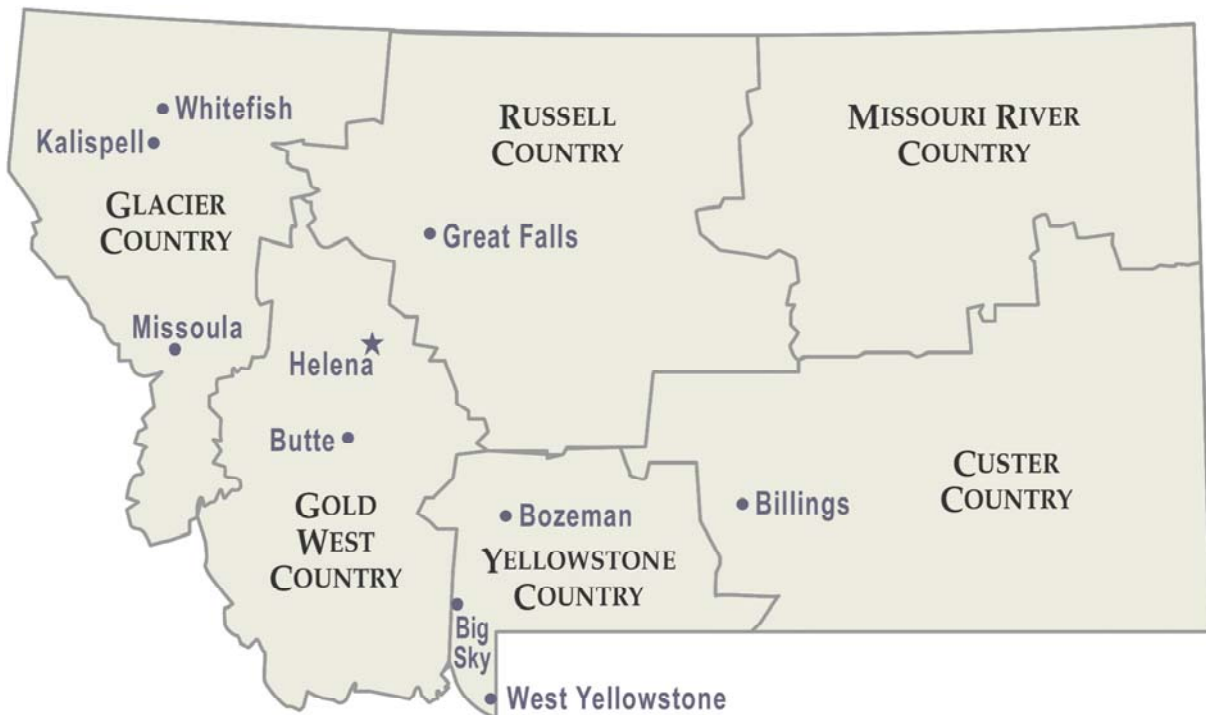 Whitefish
Kalispell
GLACIER
COUNTRY
Missoula
RUSSELL
COUNTRY
Great Falls
MISSOURI RIVER
COUNTRY
Helena
Butte
GOLD
WEST
COUNTRY
Bozeman
YELLOWSTONE
COUNTRY
Big
Sky
West Yellowstone
Billings
CUSTER
COUNTRY